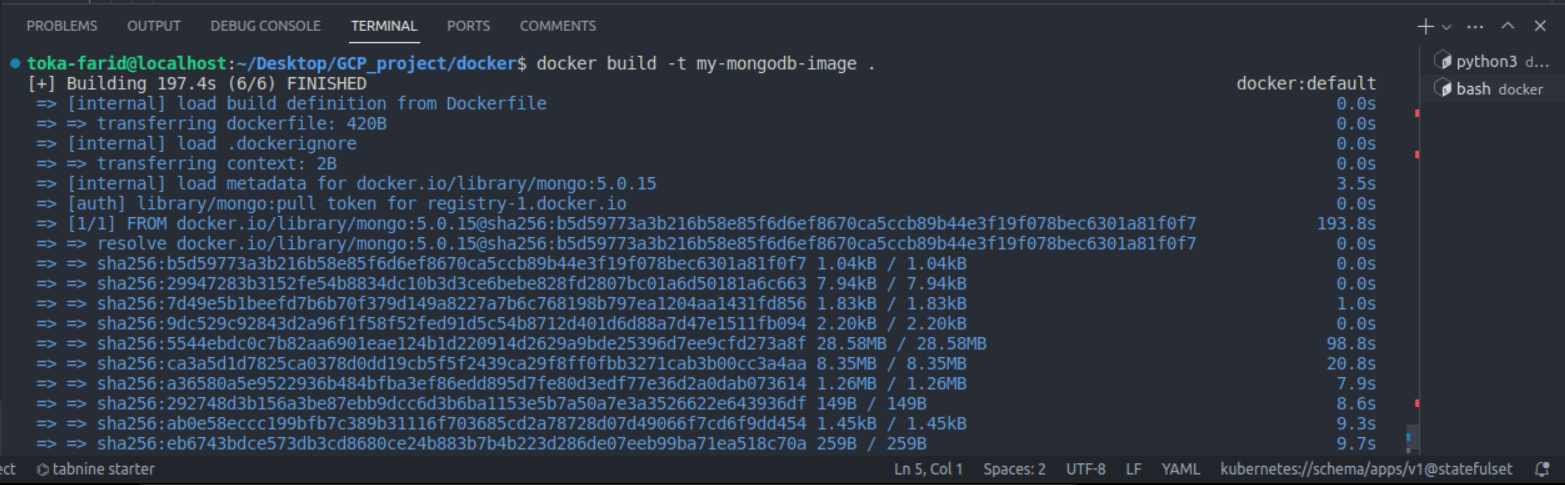 PROBLEMS OUTPUT DEBUG CONSOLE TERMINAL PORTS COMMENTS
toka-farid@localhost:~/Desktop/GCP_project/docker$ docker build -t my-mongodb-image .
python3 d...
[+] Building 197.4s (6/6) FINISHED docker:default
bash docker
=> [internal] load build definition from Dockerfile 0.0s
=> => transferring dockerfile: 420B 0.0s
=> [internal] load .dockerignore 0.0s
=> => transferring context: 2B 0.0s
=> [internal] load metadata for docker.io/library/mongo:5.0.15 3.5s
=> [auth] library/mongo:pull token for registry-1.docker.io 0.0s
=> [1/1] FROM docker.io/library/mongo:5.0.15@sha256:b5d59773a3b216b58e85f6d6ef8670ca5ccb89b44e3f19f078bec6301a81f0f7 193.8s
=> => resolve docker.io/library/mongo:5.0.15@sha256:b5d59773a3b216b58e85f6d6ef8670ca5ccb89b44e3f19f078bec6301a81f0f7 0.0s
=> => sha256:b5d59773a3b216b58e85f6d6ef8670ca5ccb89b44e3f19f078bec6301a81f0f7 1.04kB / 1.04kB 0.0s
=> => sha256:29947283b3152fe54b8834dc10b3d3ce6bebe828fd2807bc01a6d50181a6c663 7.94kB / 7.94kB 0.0s
=> => sha256:7d49e5b1beefd7b6b70f379d149a8227a7b6c768198b797ea1204aa1431fd856 1.83kB / 1.83kB 1.0s
=> => sha256:9dc529c92843d2a96f1f58f52fed91d5c54b8712d401d6d88a7d47e1511fb094 2.20kB / 2.20kB 0.0s
=> => sha256:5544ebdc0c7b82aa6901eae124b1d220914d2629a9bde25396d7ee9cfd273a8f 28.58MB / 28.58MB 98.8s
=> => sha256:ca3a5d1d7825ca0378d0dd19cb5f5f2439ca29f8ff0fbb3271cab3b00cc3a4aa 8.35MB / 8.35MB 20.8s
=> => sha256:a36580a5e9522936b484bfba3ef86edd895d7fe80d3edf77e36d2a0dab073614 1.26MB / 1.26MB 7.9s
=> => sha256:292748d3b156a3be87ebb9dcc6d3b6ba1153e5b7a50a7e3a3526622e643936df 149B / 149B 8.6s
=> => sha256:ab0e58eccc199bfb7c389b31116f703685cd2a78728d07d49066f7cd6f9dd454 1.45kB / 1.45kB 9.3s
=> => sha256:eb6743bdce573db3cd8680ce24b883b7b4b223d286de07eeb99ba71ea518c70a 259B / 259B 9.7s
ect tabnine starter Ln 5, Col 1 Spaces: 2 UTF-8 LF YAML kubernetes://schema/apps/v1@statefulset